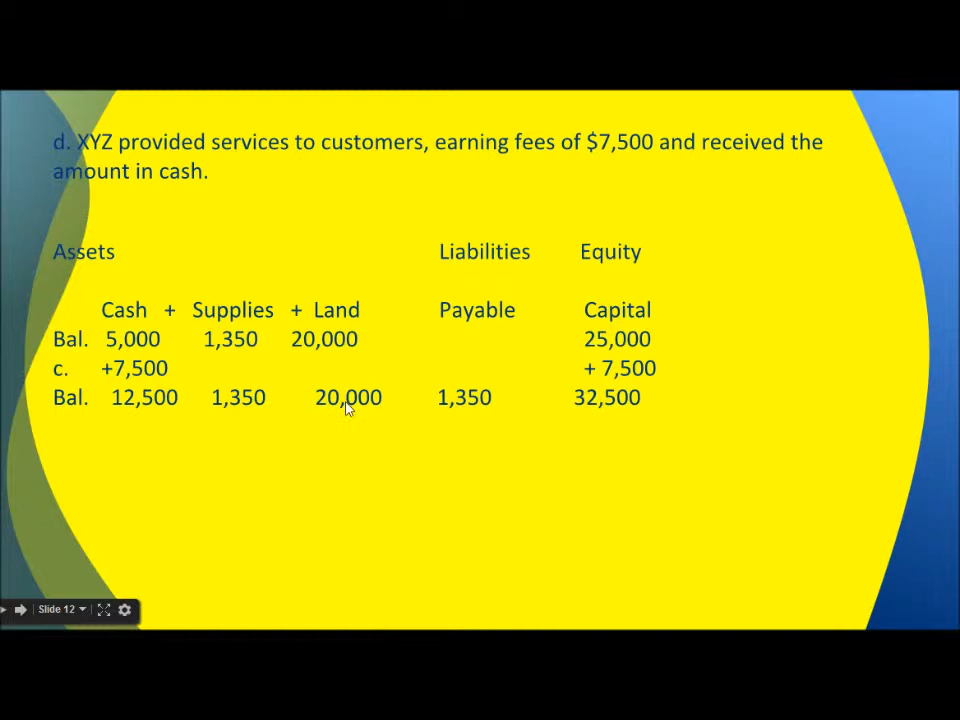 d. XYZ provided services to customers, earning fees of $7,500 and received the
amount in cash.
Assets Liabilities Equity
Cash + Supplies + Land Payable Capital
Bal. 5,000 1,350 20,000 25,000
c. +7,500 + 7,500
Bal. 12,500 1,350 20,000 1,350 32,500
Slide 12